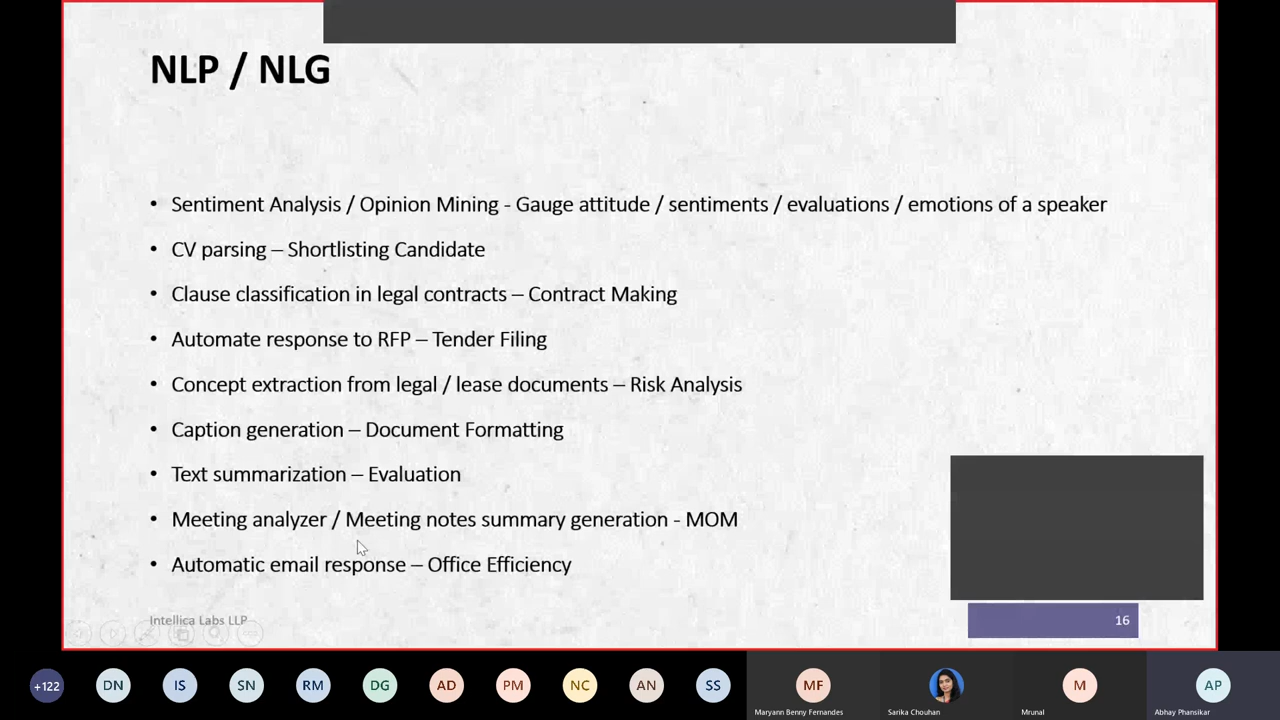 NLP / NLG
• Sentiment Analysis / Opinion Mining - Gauge attitude / sentiments / evaluations / emotions of a speaker
• CV parsing – Shortlisting Candidate
• Clause classification in legal contracts – Contract Making
• Automate response to RFP – Tender Filing
• Concept extraction from legal / lease documents – Risk Analysis
• Caption generation – Document Formatting
• Text summarization – Evaluation
• Meeting analyzer / Meeting notes summary generation - MOM
• Automatic email response – Office Efficiency
Intellica Labs LLP
16
+122 DN IS SN RM DG AD PM NC AN SS MF M AP
Maryann Benny Fernandes Sarika Chouhan Mrunal Abhay Phansikar